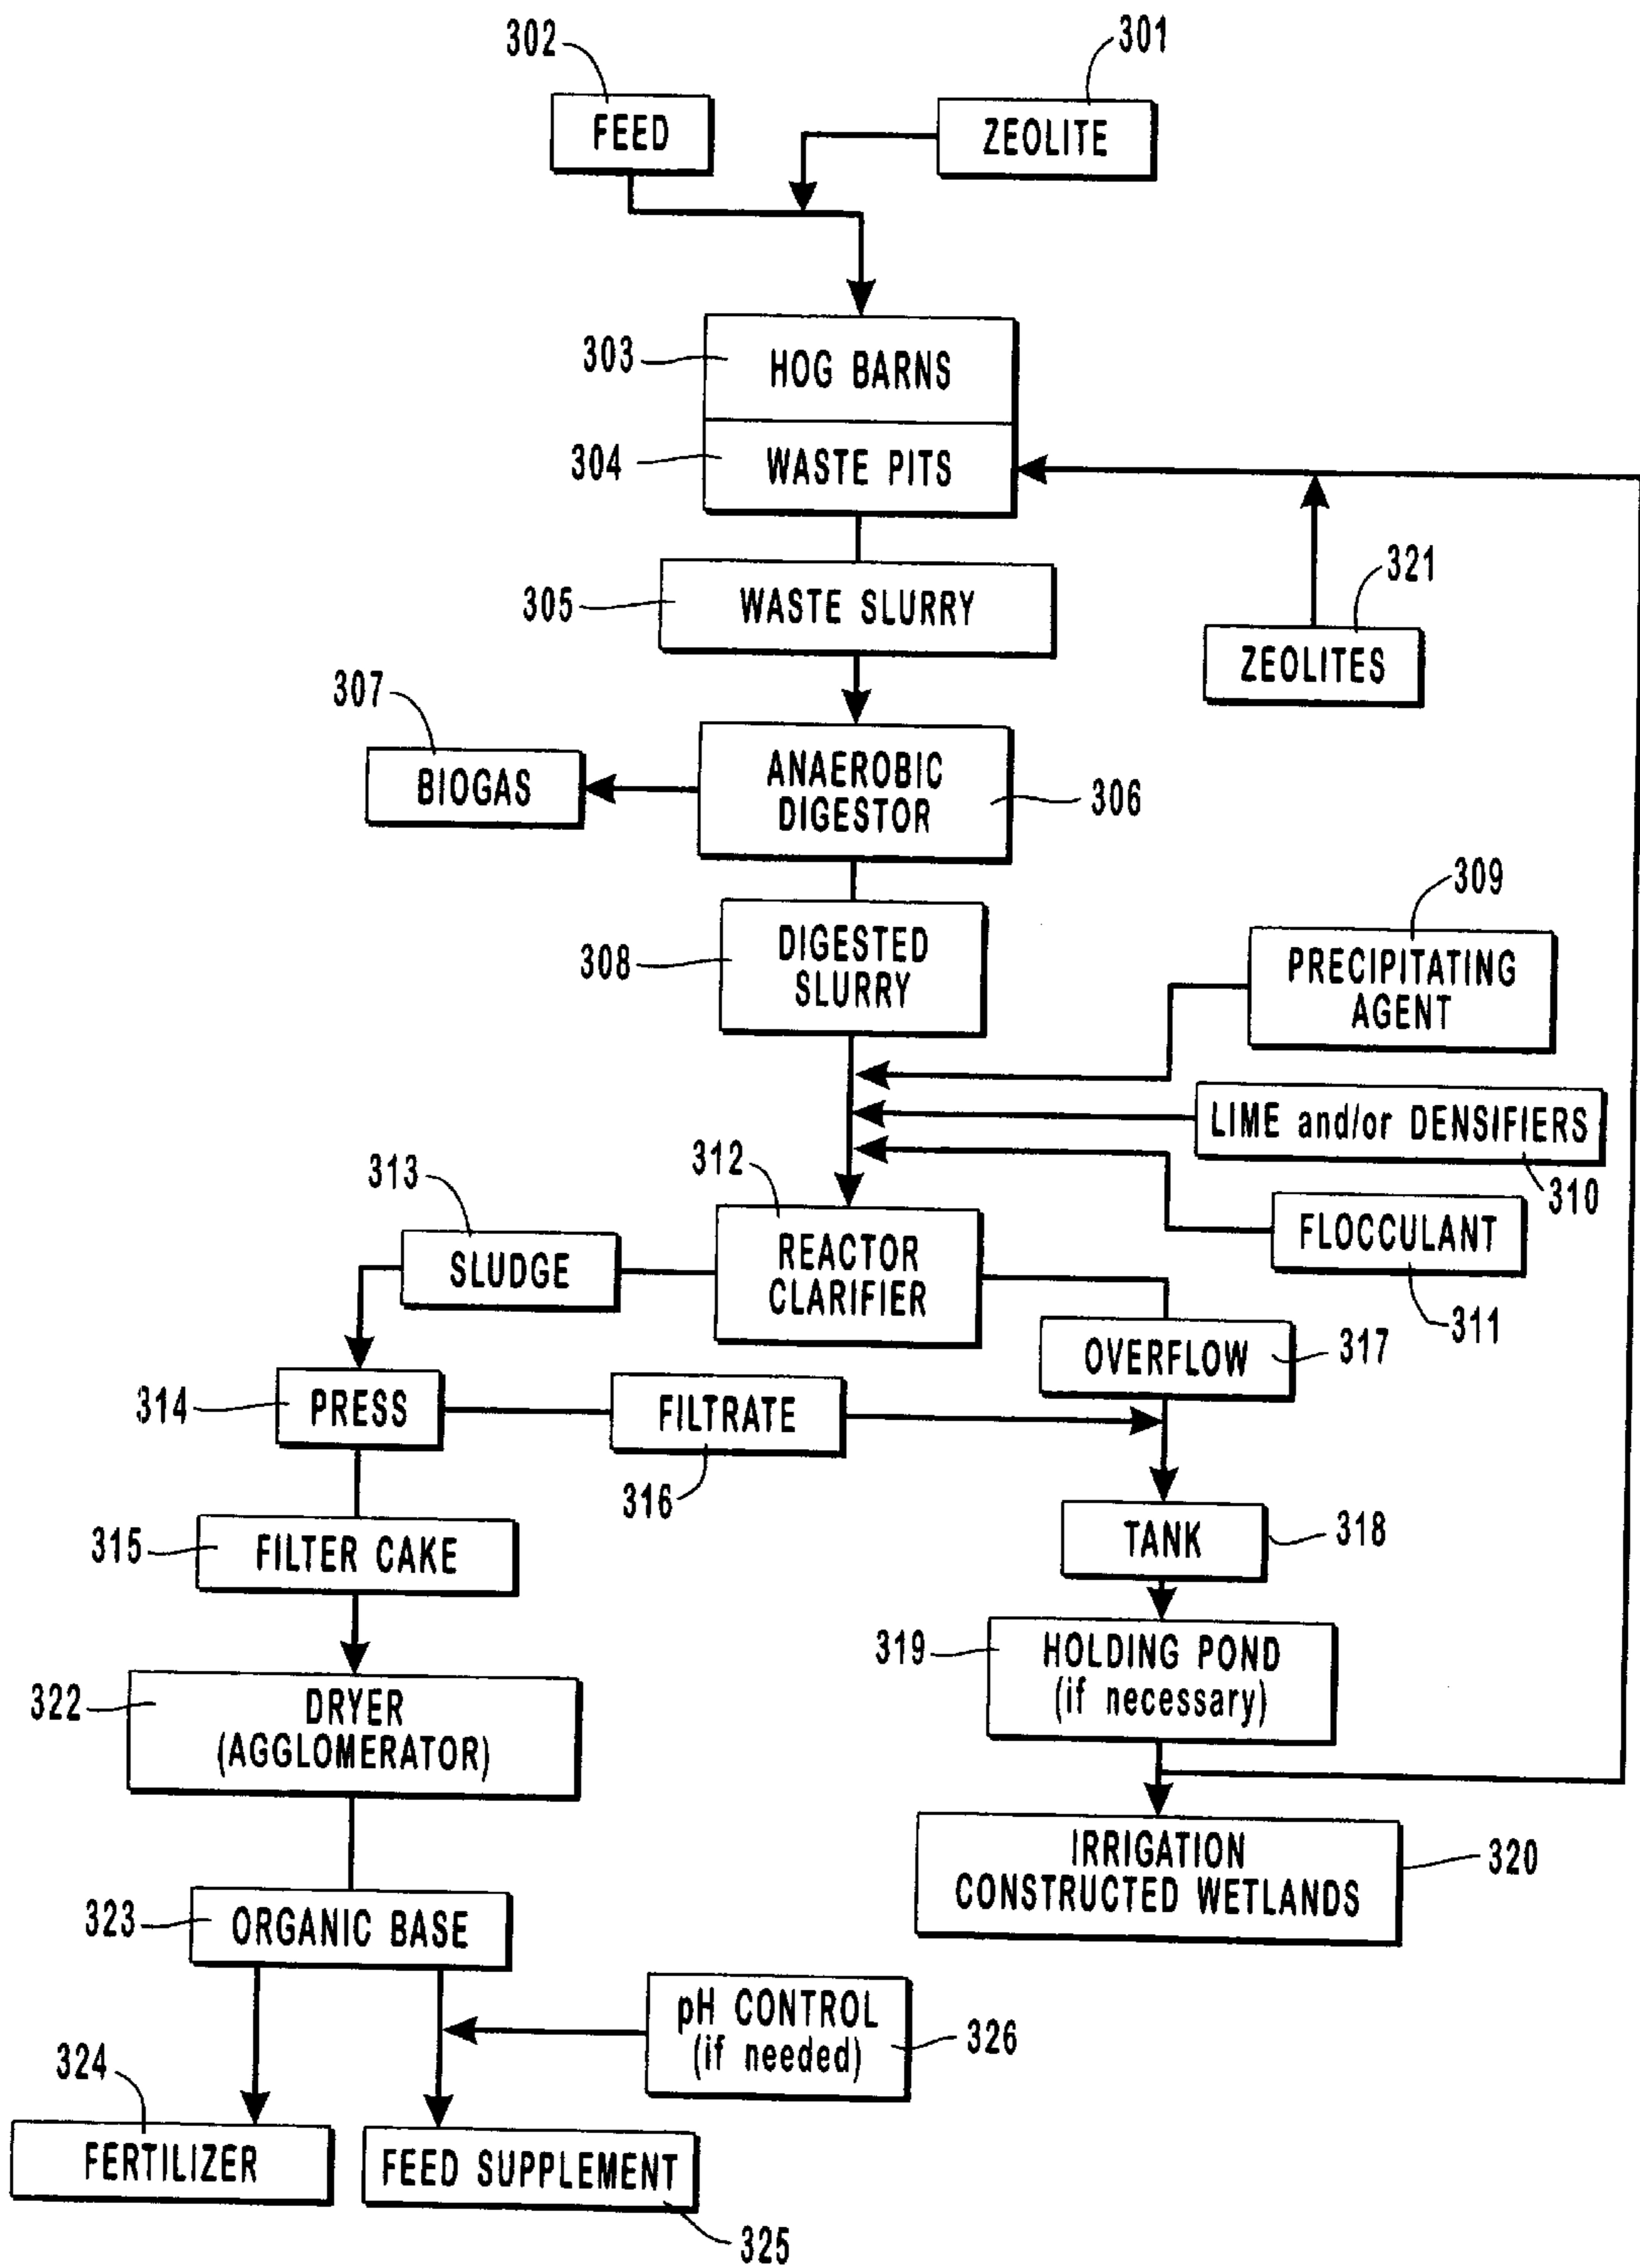 302
301
FEED
ZEOLITE
303
HOG BARNS
304
WASTE PITS
305
WASTE SLURRY
321
ZEOLITES
307
BIOGAS
ANAEROBIC
DIGESTOR
306
308
DIGESTED
SLURRY
309
PRECIPITATING
AGENT
LIME and/or DENSIFIERS
310
313
SLUDGE
312
REACTOR
CLARIFIER
FLOCCULANT
311
OVERFLOW
317
314
PRESS
FILTRATE
316
315
FILTER CAKE
TANK
318
319
HOLDING POND
(if necessary)
322
DRYER
(AGGLOMERATOR)
IRRIGATION
CONSTRUCTED WETLANDS
320
323
ORGANIC BASE
pH CONTROL
(if needed)
326
324
FERTILIZER
FEED SUPPLEMENT
325